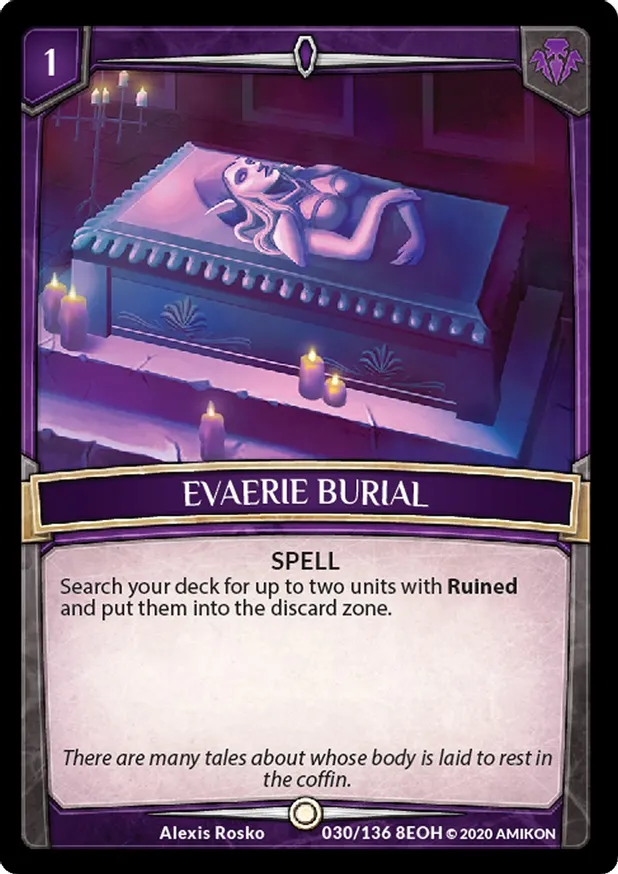 1
EVAERIE BURIAL
SPELL
Search your deck for up to two units with Ruined
and put them into the discard zone.
There are many tales about whose body is laid to rest in
the coffin.
Alexis Rosko 030/136 8EOH © 2020 AMIKON